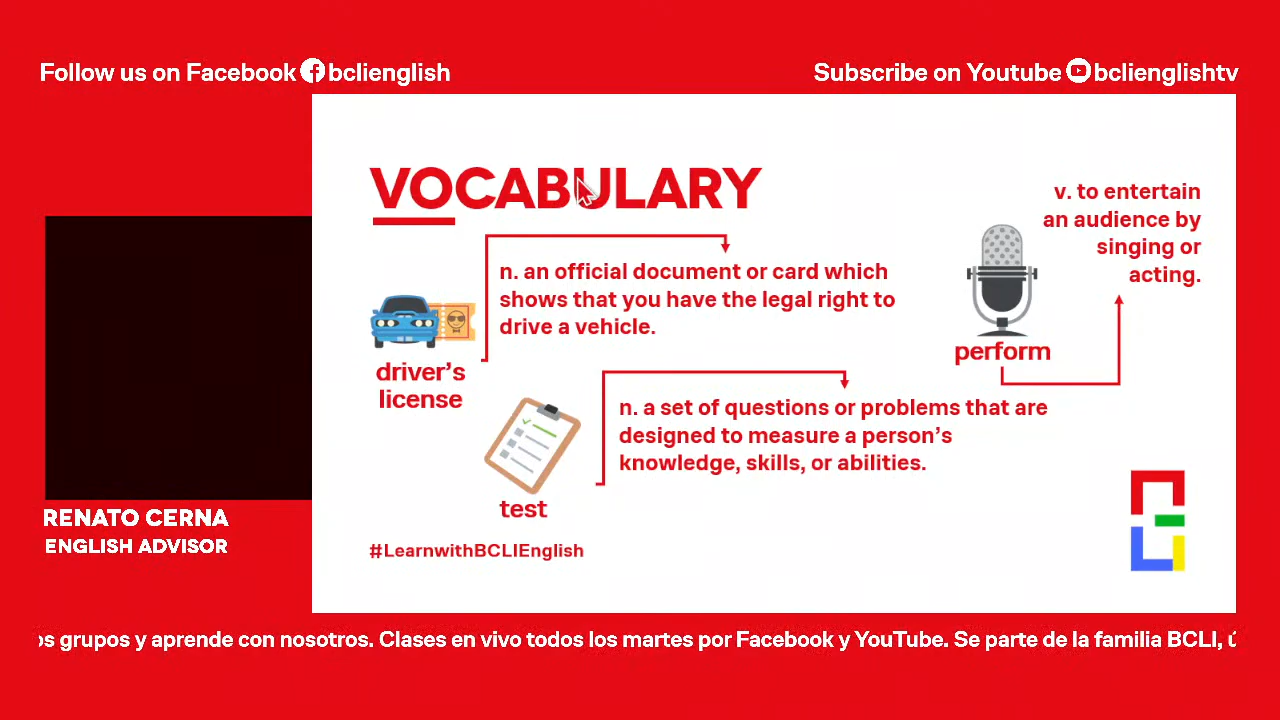 Follow us on Facebook bclienglish
Subscribe on Youtube bclienglishtv
VOCABULARY
n. an official document or card which
shows that you have the legal right to
drive a vehicle.
driver's
license
v. to entertain
an audience by
singing or
acting.
perform
n. a set of questions or problems that are
designed to measure a person's
knowledge, skills, or abilities.
test
#LearnwithBCLIEnglish
RENATO CERNA
ENGLISH ADVISOR
grupos y aprende con nosotros. Clases en vivo todos los martes por Facebook y YouTube. Se parte de la familia BCLI,